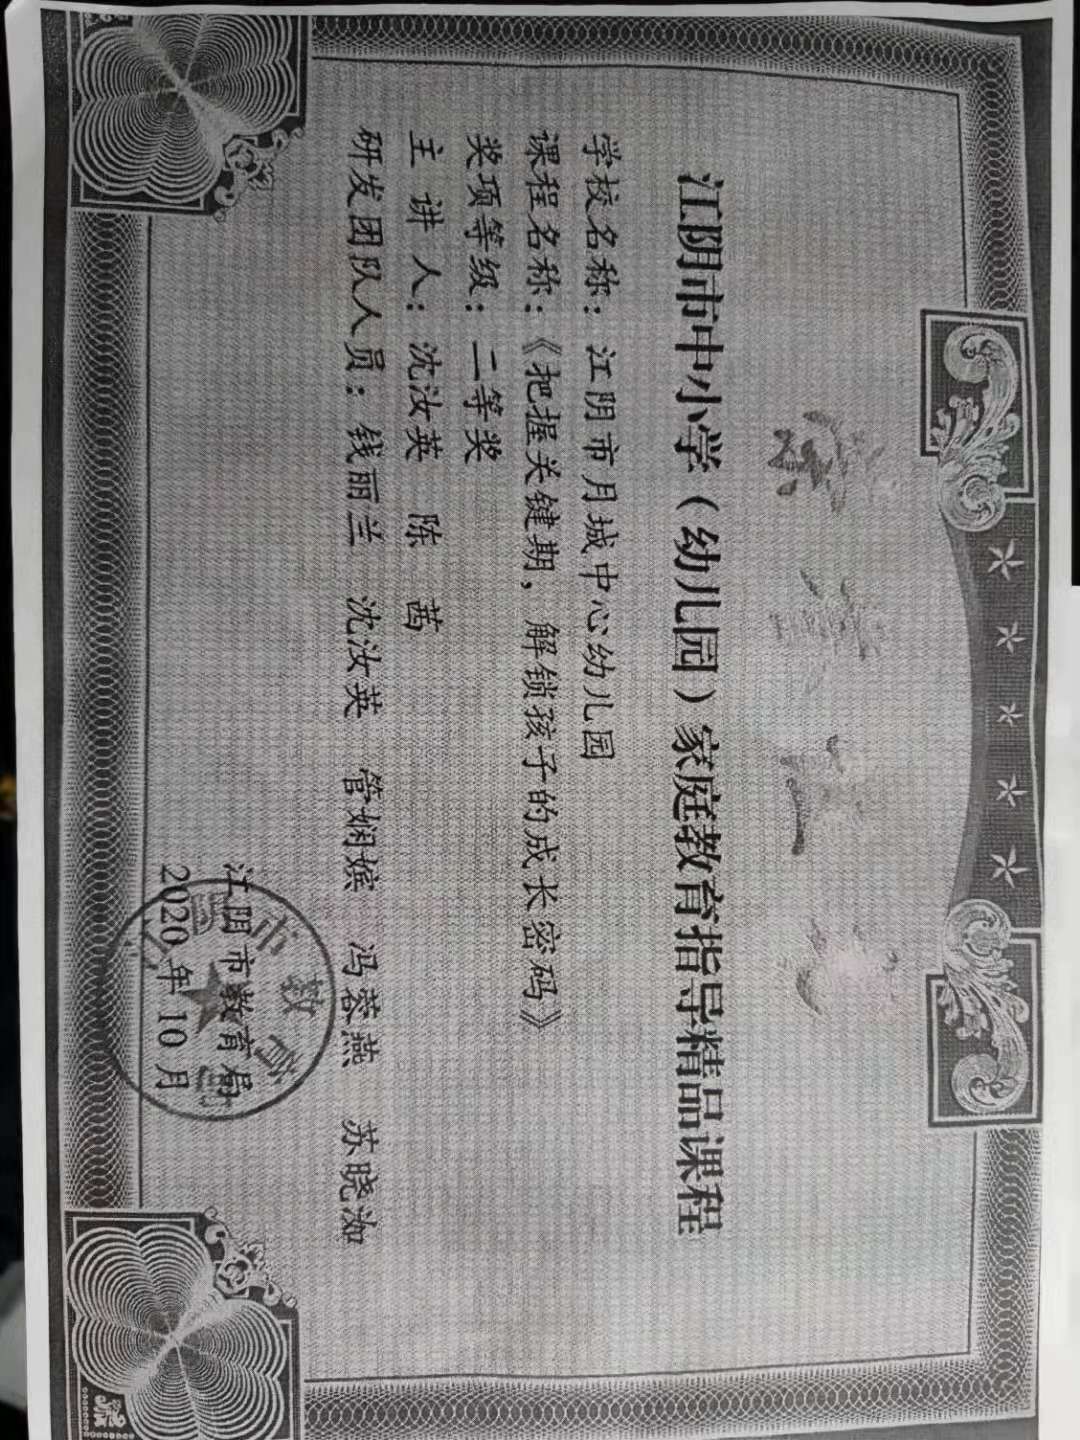 江阴市中小学（幼儿园）家庭教育指导精品课程
学校名称：江阴市月城中心幼儿园
课程名称：《把握关键期，解锁孩子的成长密码》
奖项等级：二等奖
主 讲 人：沈汝英 陈 茜
研发团队人员：钱丽兰 沈汝英 管娴嫔 冯蓉燕 苏晓洳
江阴市教育局
2020年10月